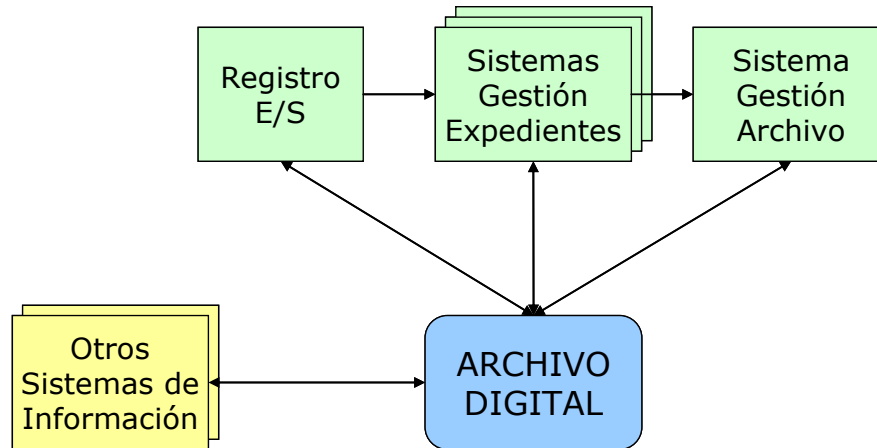 Registro
E/S
Sistemas
Gestión
Expedientes
Sistema
Gestión
Archivo
Otros
Sistemas de
Información
ARCHIVO
DIGITAL